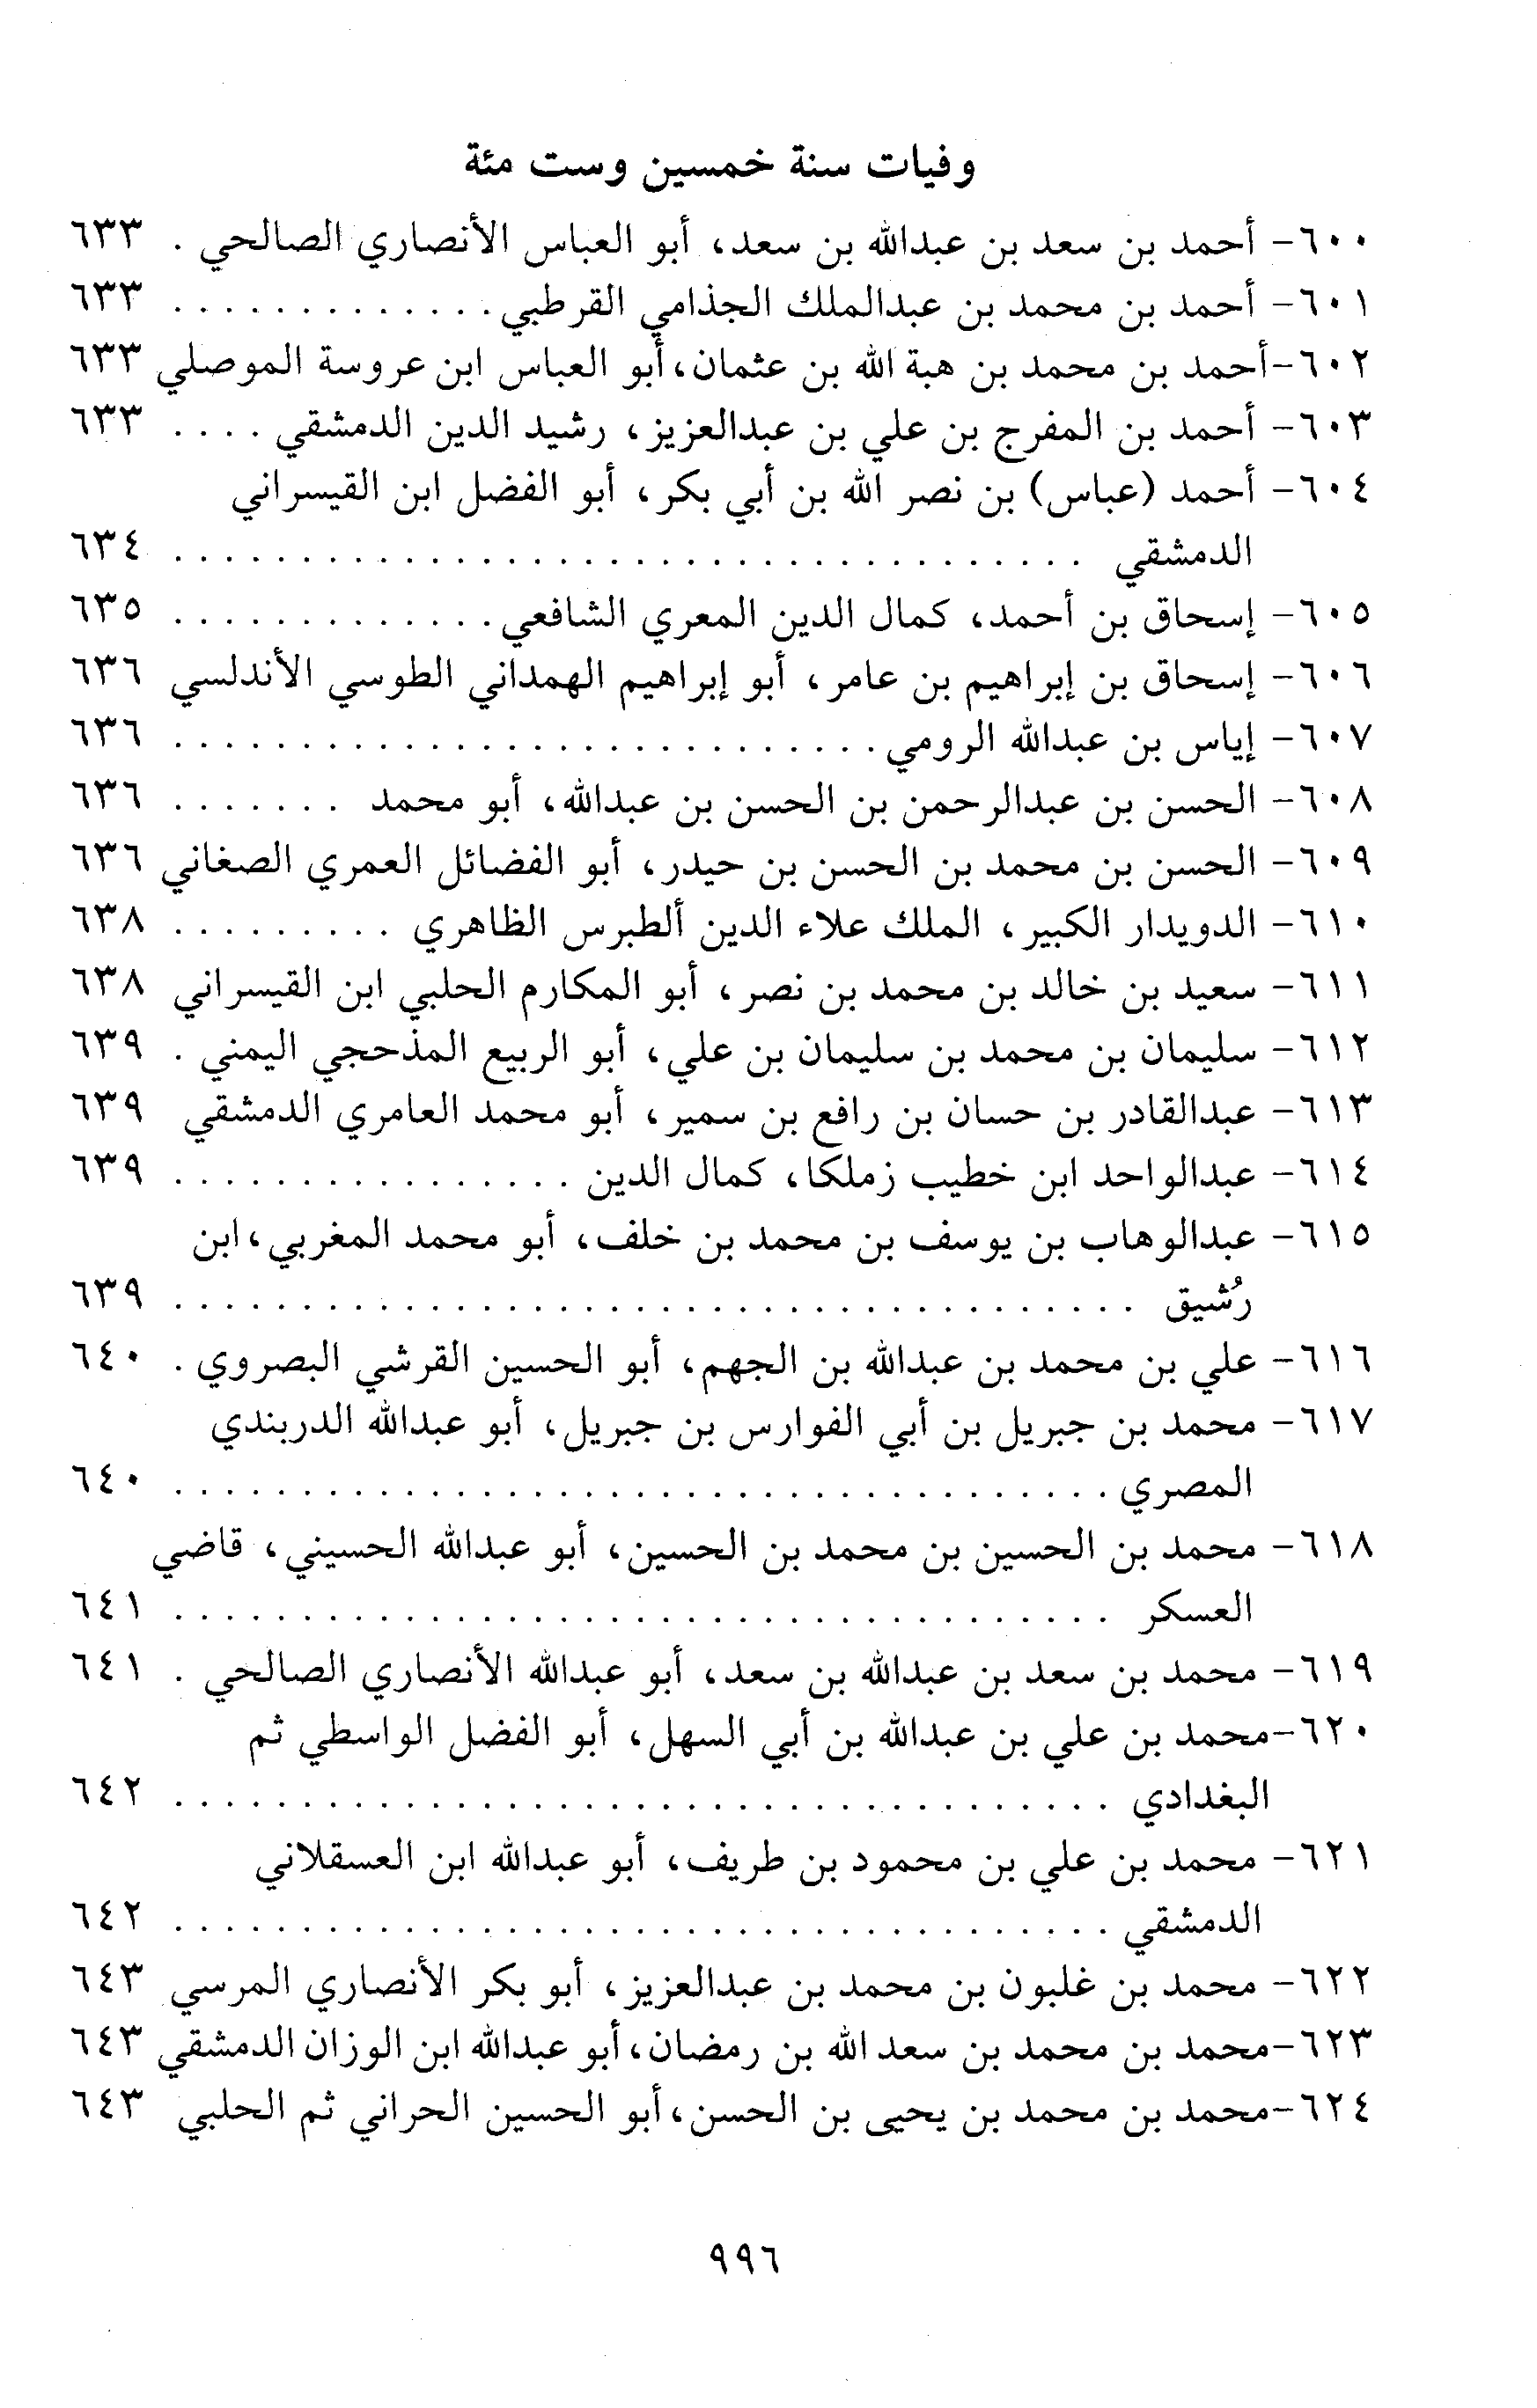 وفيات سنة خمسين وست مئة
٦٠٠- أحمد بن سعد بن عبدالله بن سعد، أبو العباس الأنصاري الصالحي . ٦٣٣
٦٠١- أحمد بن محمد بن عبدالملك الجذامي القرطبي . . . . . . . . . . . . . ٦٣٣
٦٠٢-أحمد بن محمد بن هبة الله بن عثمان، أبو العباس ابن عروسة الموصلي ٦٣٣
٦٠٣- أحمد بن المفرج بن علي بن عبدالعزيز، رشيد الدين الدمشقي . . . . ٦٣٣
٦٠٤- أحمد (عباس) بن نصر الله بن أبي بكر، أبو الفضل ابن القيسراني
الدمشقي . . . . . . . . . . . . . . . . . . . . . . . . . . . . . . . . . . . . ٦٣٤
٦٠٥- إسحاق بن أحمد، كمال الدين المعري الشافعي . . . . . . . . . . . . . ٦٣٥
٦٠٦- إسحاق بن إبراهيم بن عامر، أبو إبراهيم الهمداني الطوسي الأندلسي ٦٣٦
٦٠٧- إياس بن عبدالله الرومي . . . . . . . . . . . . . . . . . . . . . . . . . . . . ٦٣٦
٦٠٨- الحسن بن عبدالرحمن بن الحسن بن عبدالله، أبو محمد . . . . . . . ٦٣٦
٦٠٩- الحسن بن محمد بن الحسن بن حيدر، أبو الفضائل العمري الصغاني ٦٣٦
٦١٠- الدويدار الكبير، الملك علاء الدين ألطبرس الظاهري . . . . . . . . . ٦٣٨
٦١١- سعيد بن خالد بن محمد بن نصر، أبو المكارم الحلبي ابن القيسراني ٦٣٨
٦١٢- سليمان بن محمد بن سليمان بن علي، أبو الربيع المذحجي اليمني . ٦٣٩
٦١٣- عبدالقادر بن حسان بن رافع بن سمير، أبو محمد العامري الدمشقي ٦٣٩
٦١٤- عبدالواحد ابن خطيب زملكا، كمال الدين . . . . . . . . . . . . . . . . ٦٣٩
٦١٥- عبدالوهاب بن يوسف بن محمد بن خلف، أبو محمد المغربي، ابن
رُشيق . . . . . . . . . . . . . . . . . . . . . . . . . . . . . . . . . . . . . . ٦٣٩
٦١٦- علي بن محمد بن عبدالله بن الجهم، أبو الحسين القرشي البصروي . ٦٤٠
٦١٧- محمد بن جبريل بن أبي الفوارس بن جبريل، أبو عبدالله الدربندي
المصري . . . . . . . . . . . . . . . . . . . . . . . . . . . . . . . . . . . . . ٦٤٠
٦١٨- محمد بن الحسين بن محمد بن الحسين، أبو عبدالله الحسيني، قاضي
العسكر . . . . . . . . . . . . . . . . . . . . . . . . . . . . . . . . . . . . . ٦٤١
٦١٩- محمد بن سعد بن عبدالله بن سعد، أبو عبدالله الأنصاري الصالحي . ٦٤١
٦٢٠-محمد بن علي بن عبدالله بن أبي السهل، أبو الفضل الواسطي ثم
البغدادي . . . . . . . . . . . . . . . . . . . . . . . . . . . . . . . . . . . . . ٦٤٢
٦٢١- محمد بن علي بن محمود بن طريف، أبو عبدالله ابن العسقلاني
الدمشقي . . . . . . . . . . . . . . . . . . . . . . . . . . . . . . . . . . . . . ٦٤٢
٦٢٢- محمد بن غلبون بن محمد بن عبدالعزيز، أبو بكر الأنصاري المرسي ٦٤٣
٦٢٣-محمد بن محمد بن سعد الله بن رمضان، أبو عبدالله ابن الوزان الدمشقي ٦٤٣
٦٢٤-محمد بن محمد بن يحيى بن الحسن، أبو الحسين الحراني ثم الحلبي ٦٤٣
٩٩٦